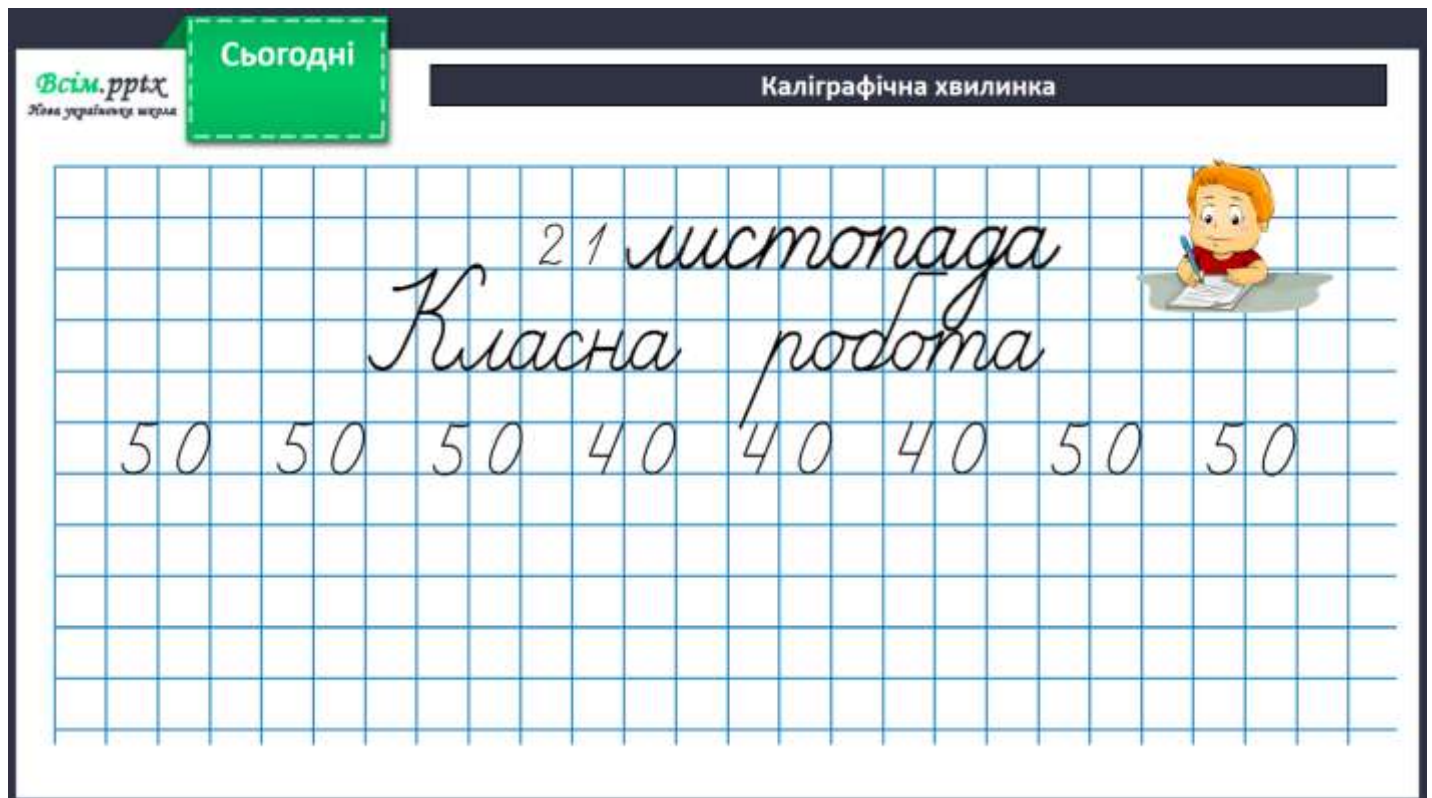 Сьогодні
Всім.pptx
Нова українська школа
Каліграфічна хвилинка
21 листопада
Класна робота
50 50 50 40 40 40 50 50